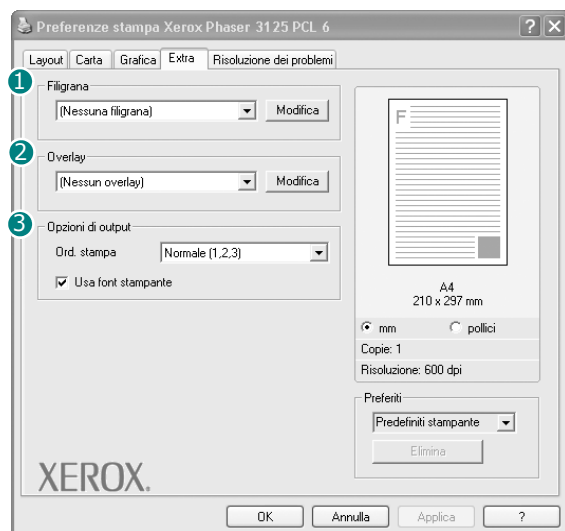 Preferenze stampa Xerox Phaser 3125 PCL 6
Layout Carta Grafica Extra Risoluzione dei problemi
1
Filigrana
(Nessuna filigrana) Modifica
2
Overlay
(Nessun overlay) Modifica
3
Opzioni di output
Ord. stampa Normale (1,2,3)
Usa font stampante
F
A4
210 x 297 mm
mm pollici
Copie: 1
Risoluzione: 600 dpi
Preferiti
Predefiniti stampante
Elimina
XEROX.
OK Annulla Applica ?